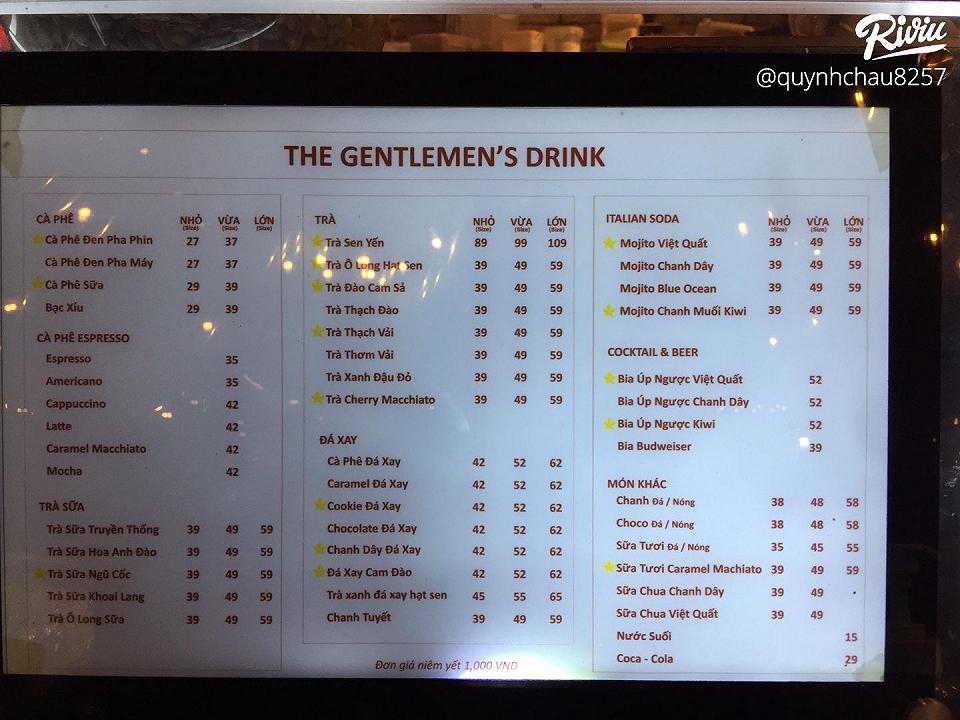 Riviu
@quynhchau8257
THE GENTLEMEN'S DRINK
CÀ PHÊ NHỎ (Size) VỪA (Size) LỚN (Size)
Cà Phê Đen Pha Phin 27 37
Cà Phê Đen Pha Máy 27 37
Cà Phê Sữa 29 39
Bạc Xỉu 29 39
CÀ PHÊ ESPRESSO
Espresso 35
Americano 35
Cappuccino 42
Latte 42
Caramel Macchiato 42
Mocha 42
TRÀ SỮA
Trà Sữa Truyền Thống 39 49 59
Trà Sữa Hoa Anh Đào 39 49 59
Trà Sữa Ngũ Cốc 39 49 59
Trà Sữa Khoai Lang 39 49 59
Trà Ô Long Sữa 39 49 59
TRÀ NHỎ (Size) VỪA (Size) LỚN (Size)
Trà Sen Yến 89 99 109
Trà Ô Long Hạt Sen 39 49 59
Trà Đào Cam Sả 39 49 59
Trà Thạch Đào 39 49 59
Trà Thạch Vải 39 49 59
Trà Thơm Vải 39 49 59
Trà Xanh Đậu Đỏ 39 49 59
Trà Cherry Macchiato 39 49 59
ĐÁ XAY
Cà Phê Đá Xay 42 52 62
Caramel Đá Xay 42 52 62
Cookie Đá Xay 42 52 62
Chocolate Đá Xay 42 52 62
Chanh Dây Đá Xay 42 52 62
Đá Xay Cam Đào 42 52 62
Trà xanh đá xay hạt sen 45 55 65
Chanh Tuyết 39 49 59
Đơn giá niêm yết 1,000 VND
ITALIAN SODA NHỎ (Size) VỪA (Size) LỚN (Size)
Mojito Việt Quất 39 49 59
Mojito Chanh Dây 39 49 59
Mojito Blue Ocean 39 49 59
Mojito Chanh Muối Kiwi 39 49 59
COCKTAIL & BEER
Bia Úp Ngược Việt Quất 52
Bia Úp Ngược Chanh Dây 52
Bia Úp Ngược Kiwi 52
Bia Budweiser 39
MÓN KHÁC
Chanh Đá / Nóng 38 48 58
Choco Đá / Nóng 38 48 58
Sữa Tươi Đá / Nóng 35 45 55
Sữa Tươi Caramel Machiato 39 49 59
Sữa Chua Chanh Dây 39 49
Sữa Chua Việt Quất 39 49
Nước Suối 15
Coca - Cola 29